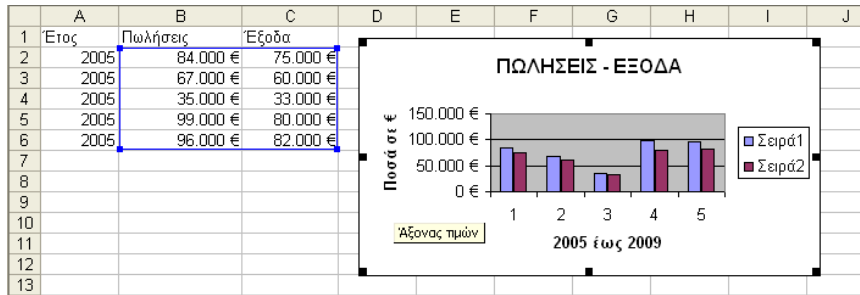 A B C D E F G H I J
1 Έτος Πωλήσεις Έξοδα
2 2005 84.000 € 75.000 €
3 2005 67.000 € 60.000 €
4 2005 35.000 € 33.000 €
5 2005 99.000 € 80.000 €
6 2005 96.000 € 82.000 €
7
8
9
10
11
12
13
ΠΩΛΗΣΕΙΣ - ΕΞΟΔΑ
Ποσά σε €
150.000 €
100.000 €
50.000 €
0 €
1 2 3 4 5
2005 έως 2009
Σειρά1
Σειρά2
Άξονας τιμών